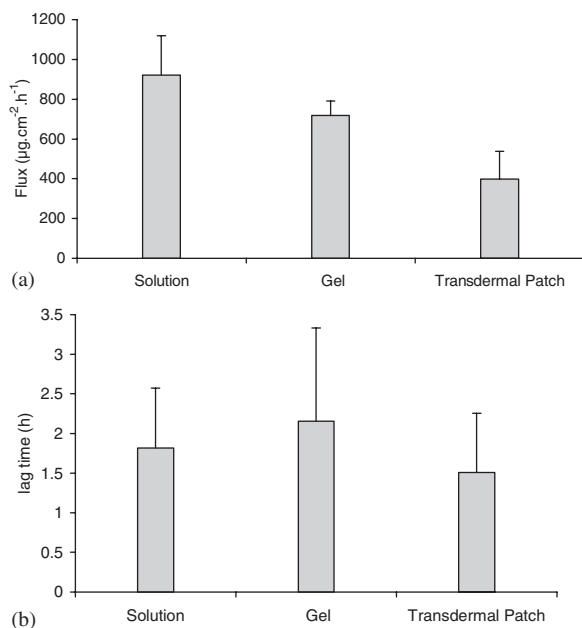 1200
1000
800
600
400
200
0
Flux (µg.cm-2.h-1)
Solution Gel Transdermal Patch
(a)
3.5
3
2.5
2
1.5
1
0.5
0
lag time (h)
Solution Gel Transdermal Patch
(b)